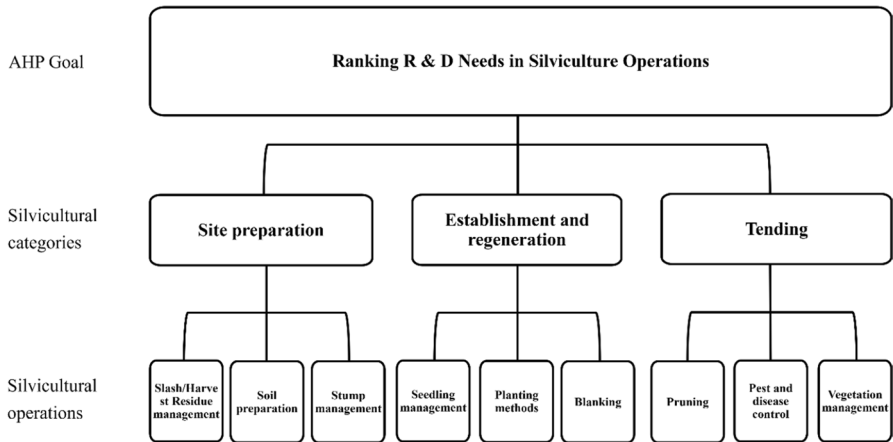 AHP Goal
Ranking R & D Needs in Silviculture Operations
Silvicultural
categories
Site preparation
Establishment and
regeneration
Tending
Silvicultural
operations
Slash/Harve
st Residue
management
Soil
preparation
Stump
management
Seedling
management
Planting
methods
Blanking
Pruning
Pest and
disease
control
Vegetation
management